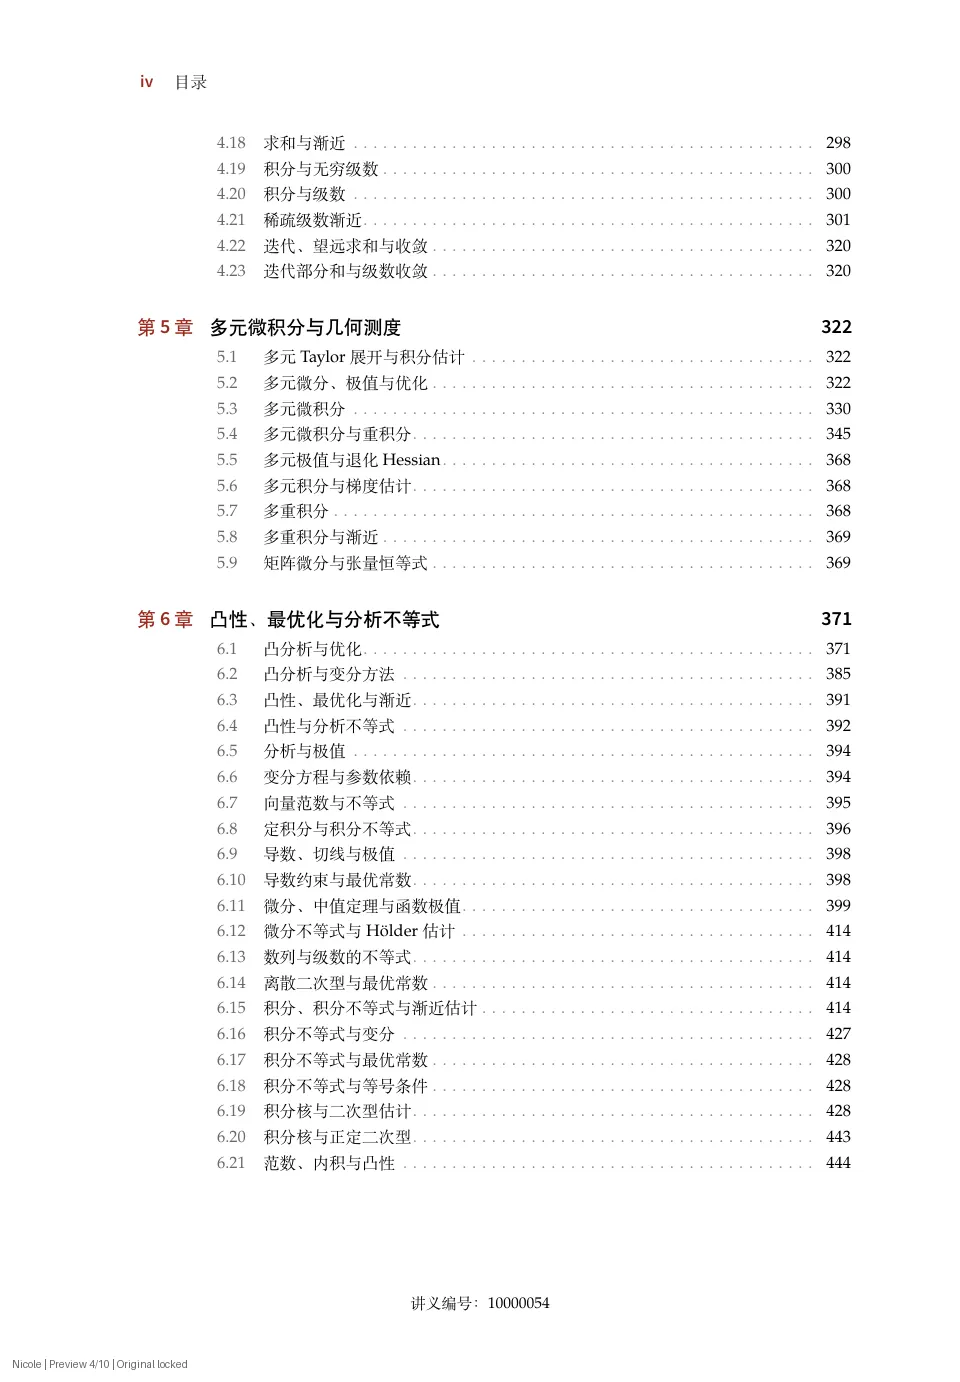 iv 目录
4.18 求和与渐近 298
4.19 积分与无穷级数 300
4.20 积分与级数 300
4.21 稀疏级数渐近 301
4.22 迭代、望远求和与收敛 320
4.23 迭代部分和与级数收敛 320
第 5 章 多元微积分与几何测度 322
5.1 多元 Taylor 展开与积分估计 322
5.2 多元微分、极值与优化 322
5.3 多元微积分 330
5.4 多元微积分与重积分 345
5.5 多元极值与退化 Hessian 368
5.6 多元积分与梯度估计 368
5.7 多重积分 368
5.8 多重积分与渐近 369
5.9 矩阵微分与张量恒等式 369
第 6 章 凸性、最优化与分析不等式 371
6.1 凸分析与优化 371
6.2 凸分析与变分方法 385
6.3 凸性、最优化与渐近 391
6.4 凸性与分析不等式 392
6.5 分析与极值 394
6.6 变分方程与参数依赖 394
6.7 向量范数与不等式 395
6.8 定积分与积分不等式 396
6.9 导数、切线与极值 398
6.10 导数约束与最优常数 398
6.11 微分、中值定理与函数极值 399
6.12 微分不等式与 Hölder 估计 414
6.13 数列与级数的不等式 414
6.14 离散二次型与最优常数 414
6.15 积分、积分不等式与渐近估计 414
6.16 积分不等式与变分 427
6.17 积分不等式与最优常数 428
6.18 积分不等式与等号条件 428
6.19 积分核与二次型估计 428
6.20 积分核与正定二次型 443
6.21 范数、内积与凸性 444
讲义编号：10000054
Nicole | Preview 4/10 | Original locked